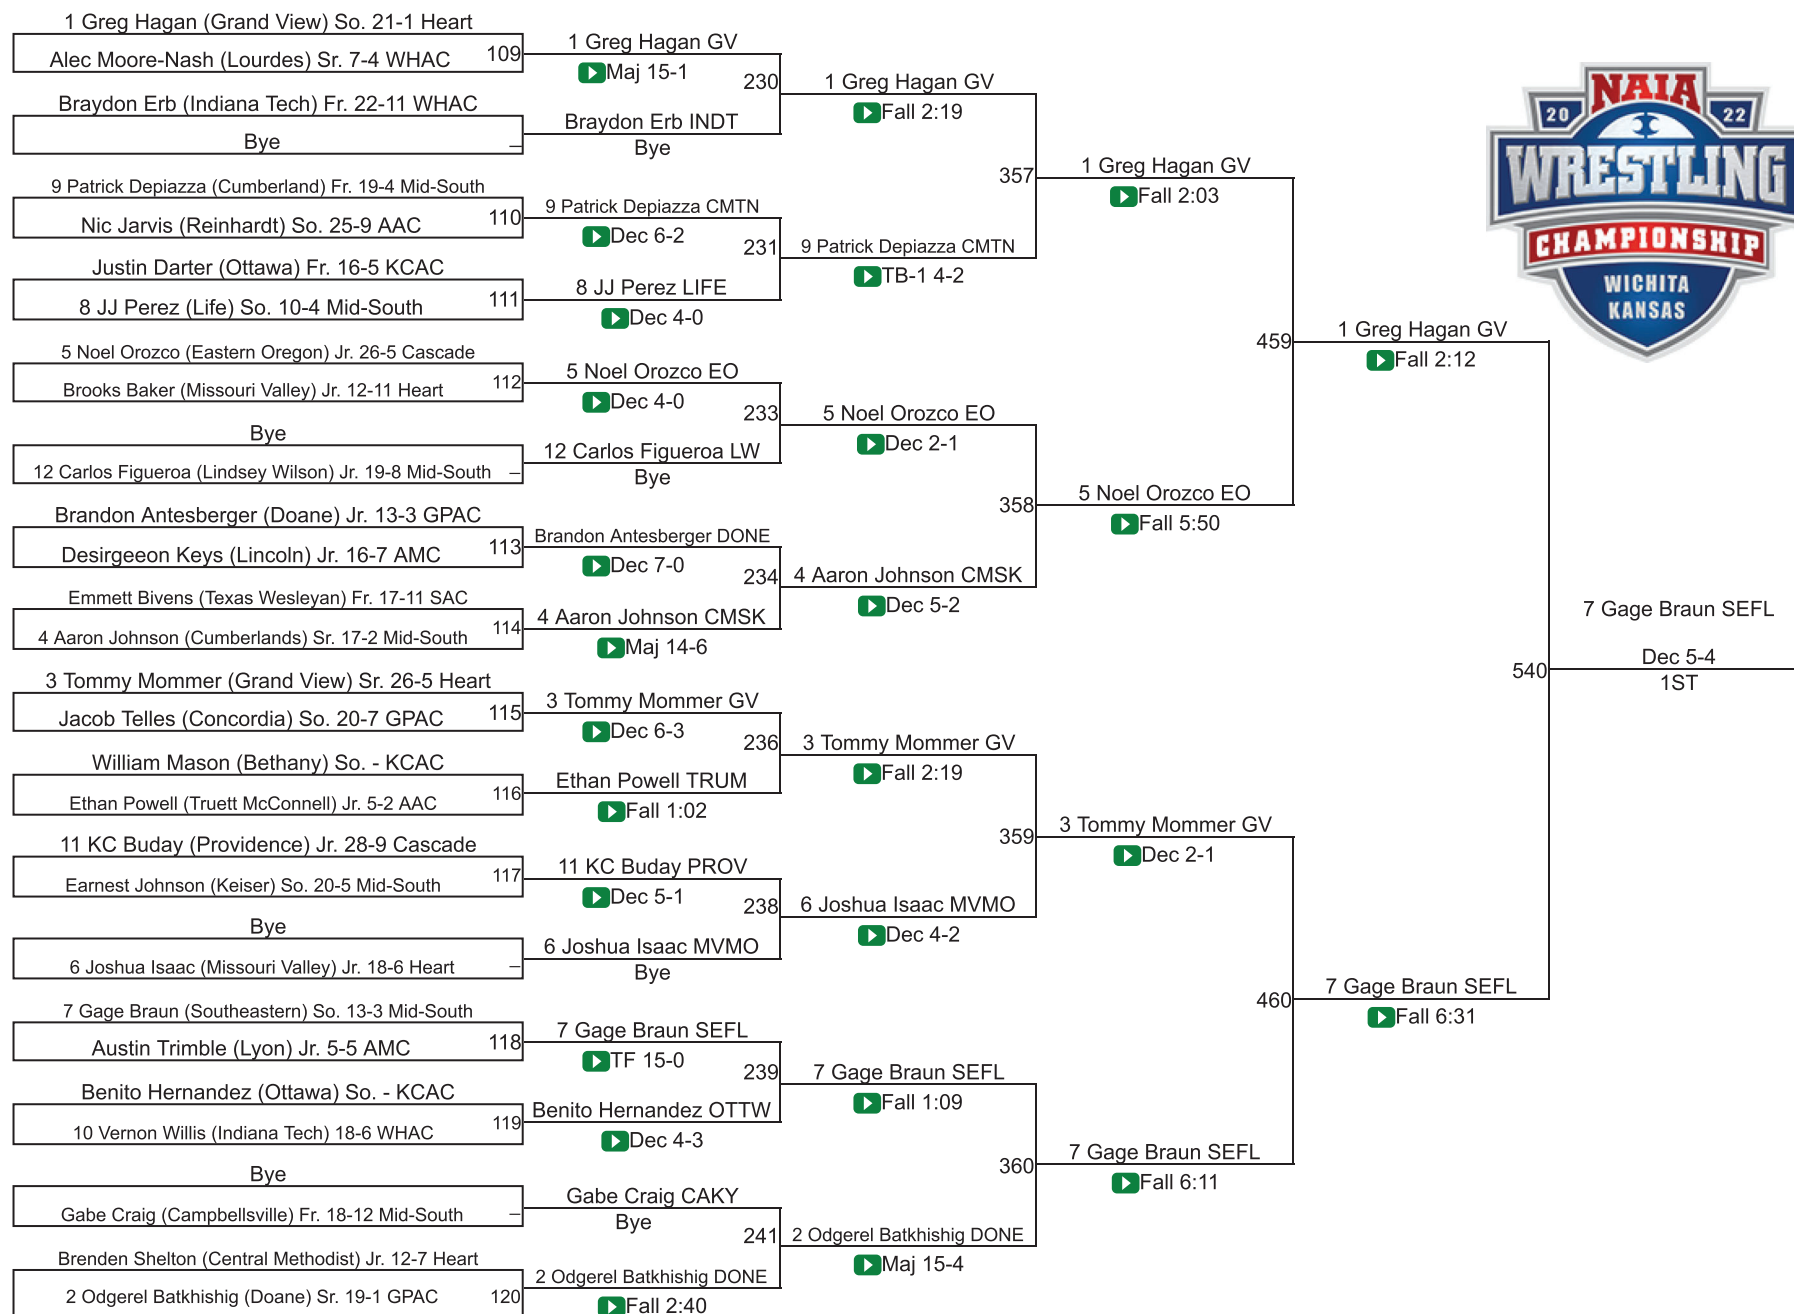 1 Greg Hagan (Grand View) So. 21-1 Heart
Alec Moore-Nash (Lourdes) Sr. 7-4 WHAC 109
Braydon Erb (Indiana Tech) Fr. 22-11 WHAC
Bye –
9 Patrick Depiazza (Cumberland) Fr. 19-4 Mid-South
Nic Jarvis (Reinhardt) So. 25-9 AAC 110
Justin Darter (Ottawa) Fr. 16-5 KCAC
8 JJ Perez (Life) So. 10-4 Mid-South 111
5 Noel Orozco (Eastern Oregon) Jr. 26-5 Cascade
Brooks Baker (Missouri Valley) Jr. 12-11 Heart 112
Bye
12 Carlos Figueroa (Lindsey Wilson) Jr. 19-8 Mid-South –
Brandon Antesberger (Doane) Jr. 13-3 GPAC
Desirgeeon Keys (Lincoln) Jr. 16-7 AMC 113
Emmett Bivens (Texas Wesleyan) Fr. 17-11 SAC
4 Aaron Johnson (Cumberlands) Sr. 17-2 Mid-South 114
3 Tommy Mommer (Grand View) Sr. 26-5 Heart
Jacob Telles (Concordia) So. 20-7 GPAC 115
William Mason (Bethany) So. - KCAC
Ethan Powell (Truett McConnell) Jr. 5-2 AAC 116
11 KC Buday (Providence) Jr. 28-9 Cascade
Earnest Johnson (Keiser) So. 20-5 Mid-South 117
Bye
6 Joshua Isaac (Missouri Valley) Jr. 18-6 Heart –
7 Gage Braun (Southeastern) So. 13-3 Mid-South
Austin Trimble (Lyon) Jr. 5-5 AMC 118
Benito Hernandez (Ottawa) So. - KCAC
10 Vernon Willis (Indiana Tech) 18-6 WHAC 119
Bye
Gabe Craig (Campbellsville) Fr. 18-12 Mid-South –
Brenden Shelton (Central Methodist) Jr. 12-7 Heart
2 Odgerel Batkhishig (Doane) Sr. 19-1 GPAC 120
1 Greg Hagan GV
Maj 15-1
230
Braydon Erb INDT
Bye
9 Patrick Depiazza CMTN
Dec 6-2
231
8 JJ Perez LIFE
Dec 4-0
5 Noel Orozco EO
Dec 4-0
233
12 Carlos Figueroa LW
Bye
Brandon Antesberger DONE
Dec 7-0
234
4 Aaron Johnson CMSK
Maj 14-6
3 Tommy Mommer GV
Dec 6-3
236
Ethan Powell TRUM
Fall 1:02
11 KC Buday PROV
Dec 5-1
238
6 Joshua Isaac MVMO
Bye
7 Gage Braun SEFL
TF 15-0
239
Benito Hernandez OTTW
Dec 4-3
Gabe Craig CAKY
Bye
241
2 Odgerel Batkhishig DONE
Fall 2:40
1 Greg Hagan GV
Fall 2:19
357
9 Patrick Depiazza CMTN
TB-1 4-2
5 Noel Orozco EO
Dec 2-1
358
4 Aaron Johnson CMSK
Dec 5-2
3 Tommy Mommer GV
Fall 2:19
359
6 Joshua Isaac MVMO
Dec 4-2
7 Gage Braun SEFL
Fall 1:09
360
2 Odgerel Batkhishig DONE
Maj 15-4
1 Greg Hagan GV
Fall 2:03
459
5 Noel Orozco EO
Fall 5:50
3 Tommy Mommer GV
Dec 2-1
460
7 Gage Braun SEFL
Fall 6:11
1 Greg Hagan GV
Fall 2:12
540
7 Gage Braun SEFL
Fall 6:31
7 Gage Braun SEFL
Dec 5-4
1ST
NAIA
20 22
WRESTLING
CHAMPIONSHIP
WICHITA
KANSAS